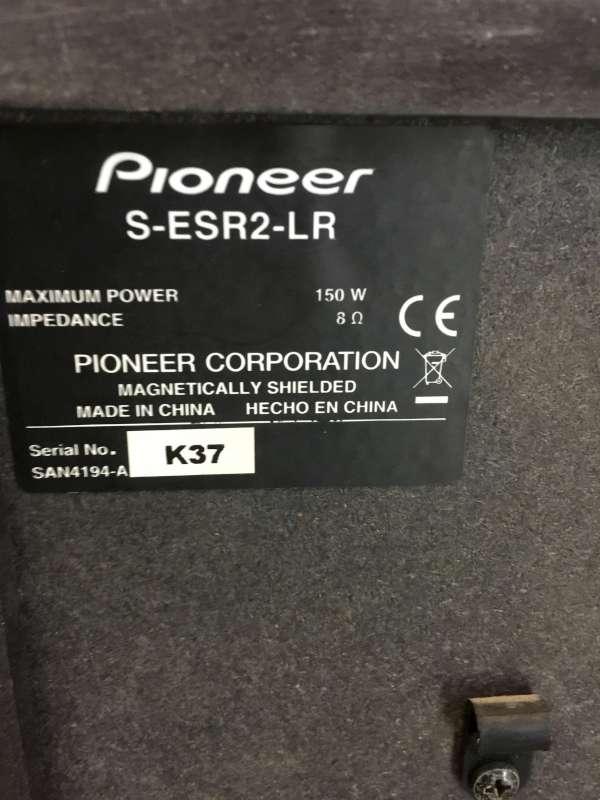 Pioneer
S-ESR2-LR
MAXIMUM POWER 150 W
IMPEDANCE 8 Ω
CE
PIONEER CORPORATION
MAGNETICALLY SHIELDED
MADE IN CHINA HECHO EN CHINA
Serial No. K37
SAN4194-A